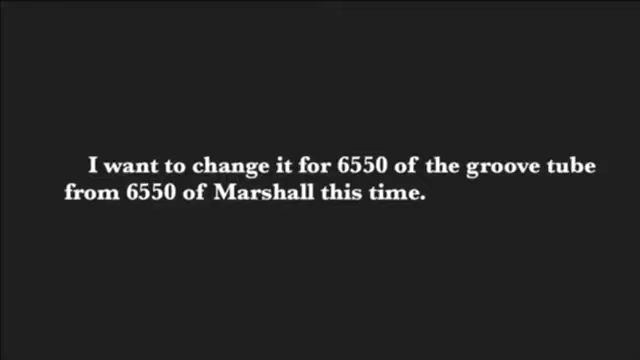 I want to change it for 6550 of the groove tube
from 6550 of Marshall this time.